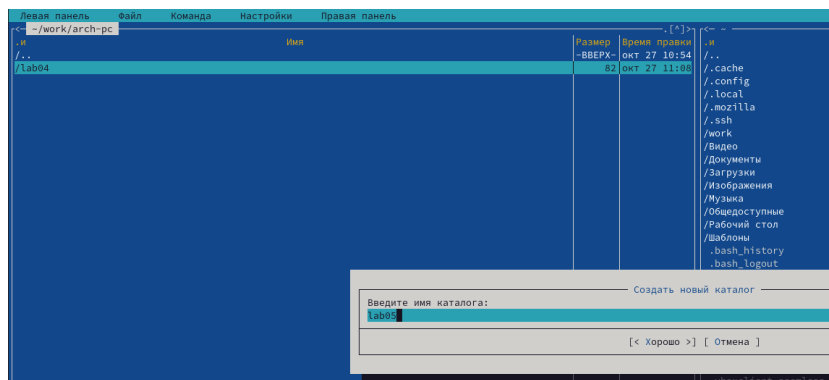 Левая панель Файл Команда Настройки Правая панель
<- ~/work/arch-pc .[^]>
.и Имя Размер Время правки
/.. -ВВЕРХ- окт 27 10:54
/lab04 82 окт 27 11:08
<- ~
.и
/..
/.cache
/.config
/.local
/.mozilla
/.ssh
/work
/Видео
/Документы
/Загрузки
/Изображения
/Музыка
/Общедоступные
/Рабочий стол
/Шаблоны
.bash_history
.bash_logout
Создать новый каталог
Введите имя каталога:
lab05
[< Хорошо >] [ Отмена ]